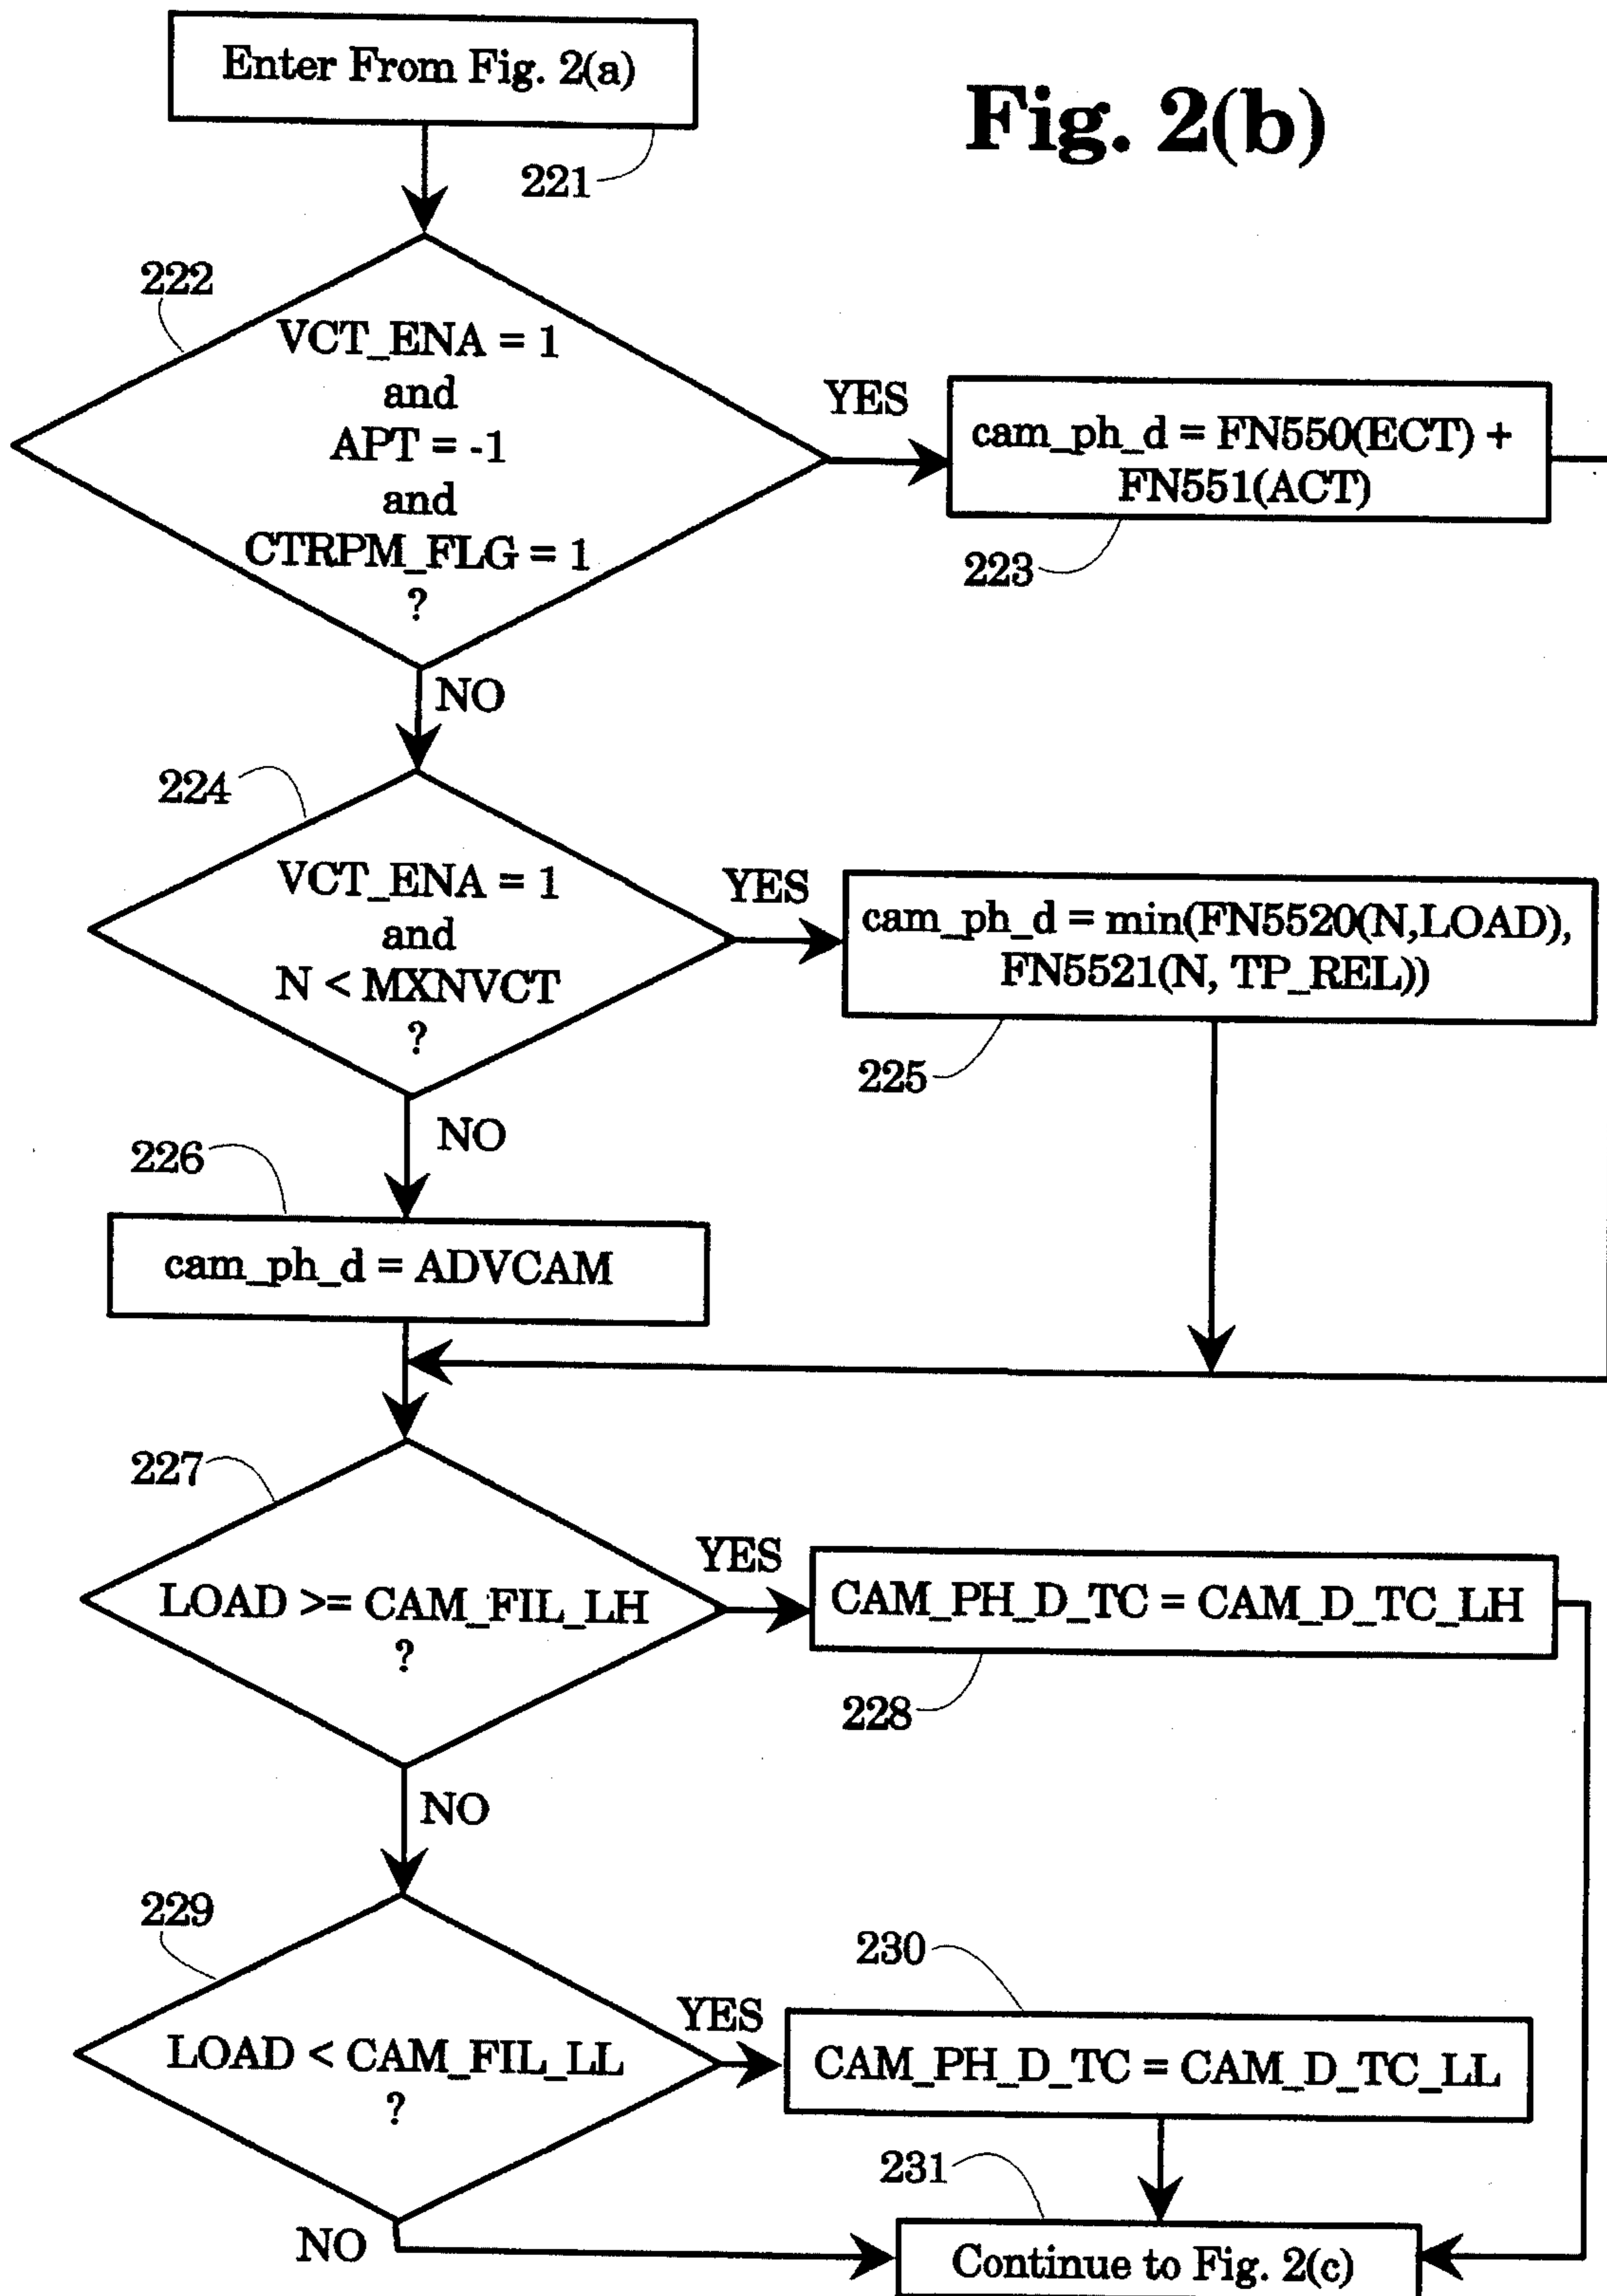 Enter From Fig. 2(a)
Fig. 2(b)
221
222
VCT_ENA = 1
and
APT = -1
and
CTRPM_FLG = 1
?
YES
cam_ph_d = FN550(ECT) +
FN551(ACT)
223
NO
224
VCT_ENA = 1
and
N < MXNVCT
?
YES
cam_ph_d = min(FN5520(N,LOAD),
FN5521(N, TP_REL))
225
NO
226
cam_ph_d = ADVCAM
227
LOAD >= CAM_FIL_LH
?
YES
CAM_PH_D_TC = CAM_D_TC_LH
228
NO
229
LOAD < CAM_FIL_LL
?
YES
230
CAM_PH_D_TC = CAM_D_TC_LL
231
NO
Continue to Fig. 2(c)